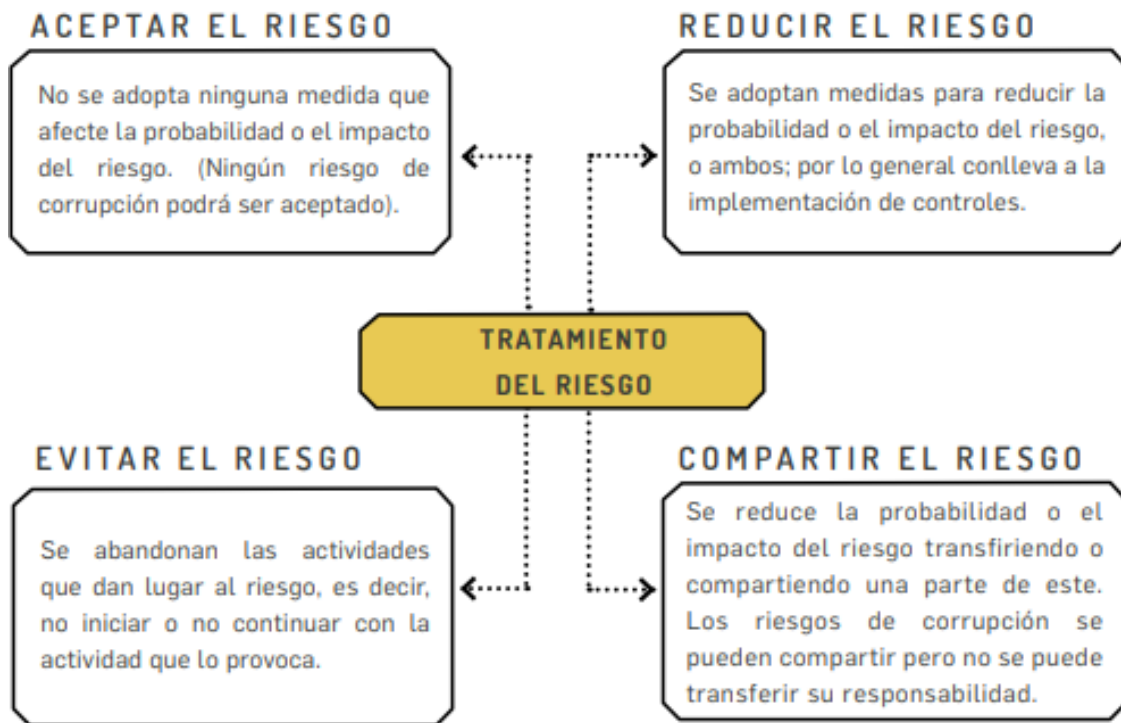 ACEPTAR EL RIESGO
No se adopta ninguna medida que
afecte la probabilidad o el impacto
del riesgo. (Ningún riesgo de
corrupción podrá ser aceptado).
REDUCIR EL RIESGO
Se adoptan medidas para reducir la
probabilidad o el impacto del riesgo,
o ambos; por lo general conlleva a la
implementación de controles.
TRATAMIENTO
DEL RIESGO
EVITAR EL RIESGO
Se abandonan las actividades
que dan lugar al riesgo, es decir,
no iniciar o no continuar con la
actividad que lo provoca.
COMPARTIR EL RIESGO
Se reduce la probabilidad o el
impacto del riesgo transfiriendo o
compartiendo una parte de este.
Los riesgos de corrupción se
pueden compartir pero no se puede
transferir su responsabilidad.